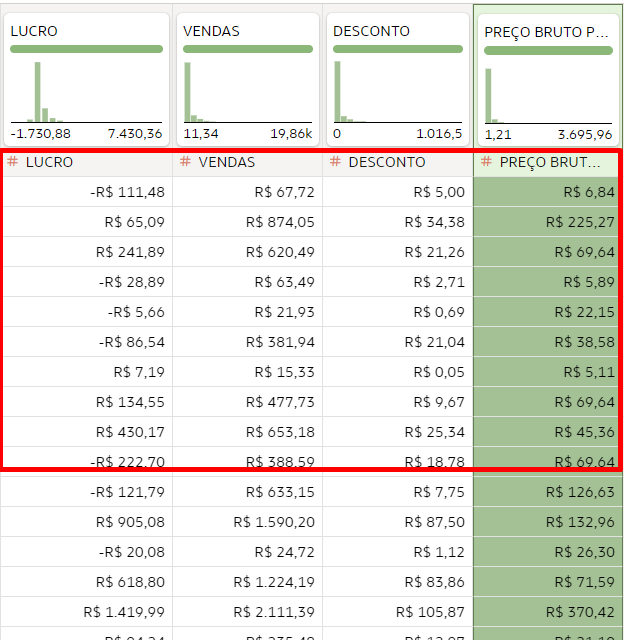 LUCRO VENDAS DESCONTO PREÇO BRUTO P...
-1.730,88 7.430,36 11,34 19,86k 0 1.016,5 1,21 3.695,96
# LUCRO # VENDAS # DESCONTO # PREÇO BRUT...
-R$ 111,48 R$ 67,72 R$ 5,00 R$ 6,84
R$ 65,09 R$ 874,05 R$ 34,38 R$ 225,27
R$ 241,89 R$ 620,49 R$ 21,26 R$ 69,64
-R$ 28,89 R$ 63,49 R$ 2,71 R$ 5,89
-R$ 5,66 R$ 21,93 R$ 0,69 R$ 22,15
-R$ 86,54 R$ 381,94 R$ 21,04 R$ 38,58
R$ 7,19 R$ 15,33 R$ 0,05 R$ 5,11
R$ 134,55 R$ 477,73 R$ 9,67 R$ 69,64
R$ 430,17 R$ 653,18 R$ 25,34 R$ 45,36
-R$ 222,70 R$ 388,59 R$ 18,78 R$ 69,64
-R$ 121,79 R$ 633,15 R$ 7,75 R$ 126,63
R$ 905,08 R$ 1.590,20 R$ 87,50 R$ 132,96
-R$ 20,08 R$ 24,72 R$ 1,12 R$ 26,30
R$ 618,80 R$ 1.224,19 R$ 83,86 R$ 71,59
R$ 1.419,99 R$ 2.111,39 R$ 105,87 R$ 370,42